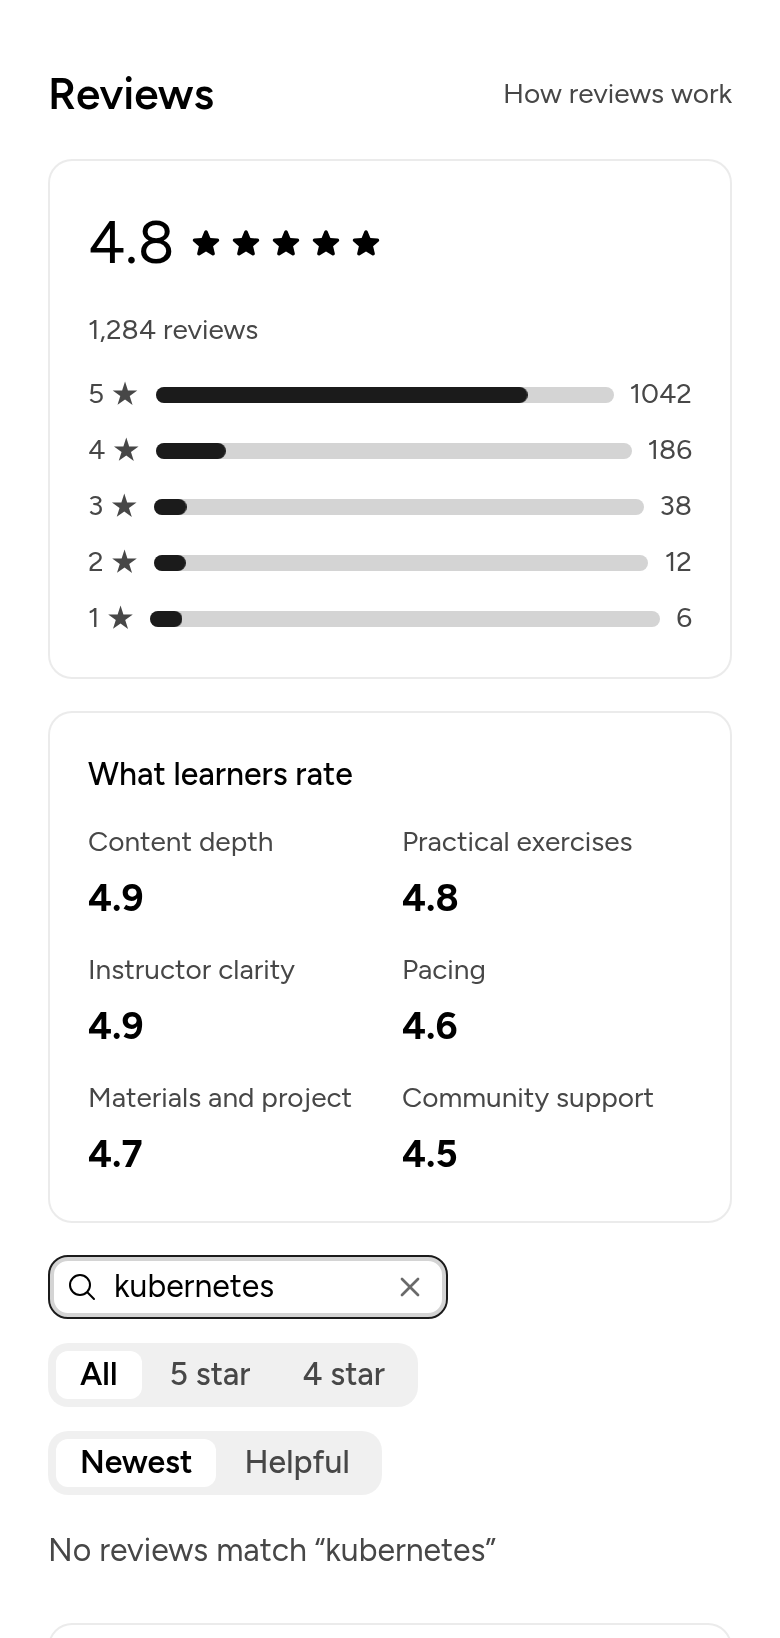 Reviews
How reviews work
4.8 ★ ★ ★ ★ ★
1,284 reviews
5 ★ 1042
4 ★ 186
3 ★ 38
2 ★ 12
1 ★ 6
What learners rate
Content depth
4.9
Practical exercises
4.8
Instructor clarity
4.9
Pacing
4.6
Materials and project
4.7
Community support
4.5
kubernetes
All 5 star 4 star
Newest Helpful
No reviews match “kubernetes”